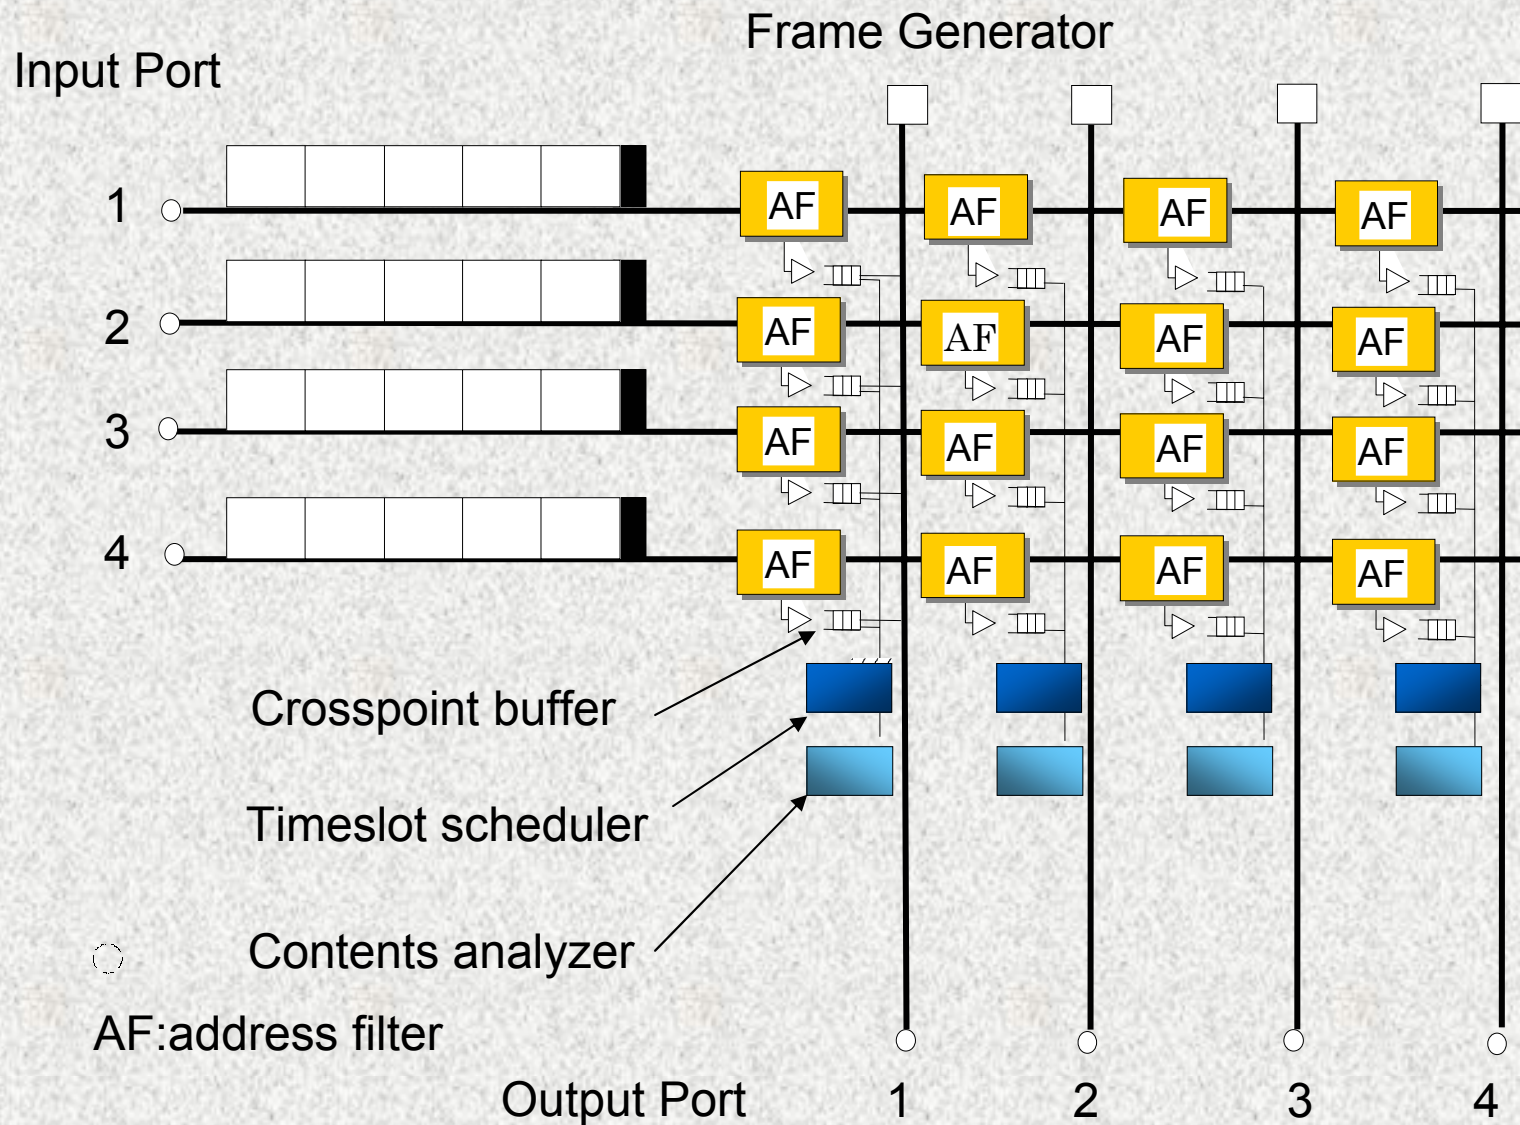 Frame Generator
Input Port
1
AF AF AF AF
2
AF AF AF AF
3
AF AF AF AF
4
AF AF AF AF
Crosspoint buffer
Timeslot scheduler
Contents analyzer
AF:address filter
Output Port 1 2 3 4